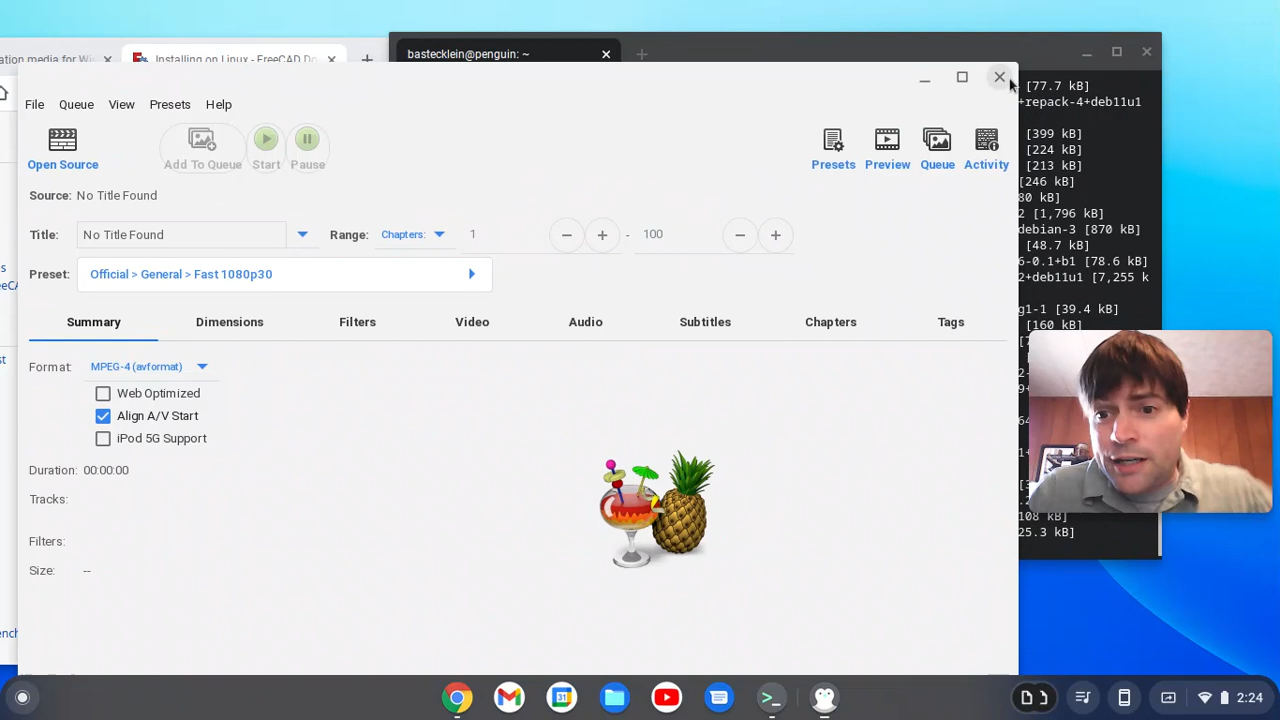 ation media for Wi
Installing on Linux - FreeCAD Do
bastecklein@penguin: ~
[77.7 kB]
+repack-4+deb11u1
[399 kB]
[224 kB]
[213 kB]
[246 kB]
80 kB]
2 [1,796 kB]
debian-3 [870 kB]
[48.7 kB]
6-0.1+b1 [78.6 kB]
2+deb11u1 [7,255 k
g1-1 [39.4 kB]
[160 kB]
108 kB]
25.3 kB]
File Queue View Presets Help
Open Source Add To Queue Start Pause Presets Preview Queue Activity
Source: No Title Found
Title: No Title Found Range: Chapters: 1 - 100
Preset: Official > General > Fast 1080p30
Summary Dimensions Filters Video Audio Subtitles Chapters Tags
Format: MPEG-4 (avformat)
Web Optimized
Align A/V Start
iPod 5G Support
Duration: 00:00:00
Tracks:
Filters:
Size: --
2:24